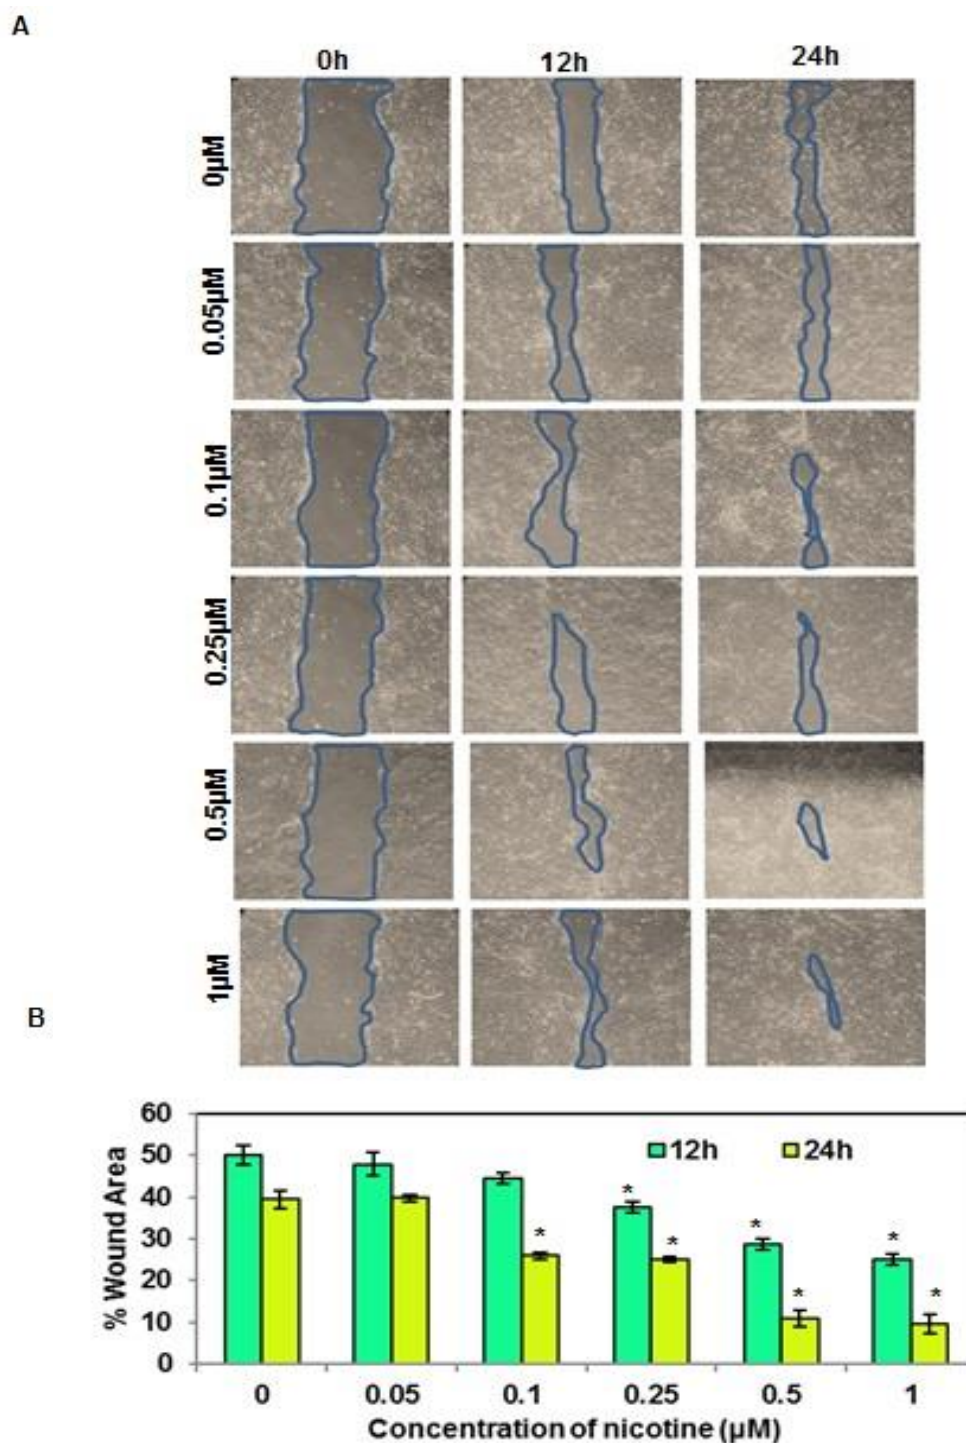 A
0h 12h 24h
0µM
0.05µM
0.1µM
0.25µM
0.5µM
1µM
B
60
50
40
30
20
10
0
% Wound Area
12h 24h
* * * * * * *
0 0.05 0.1 0.25 0.5 1
Concentration of nicotine (µM)